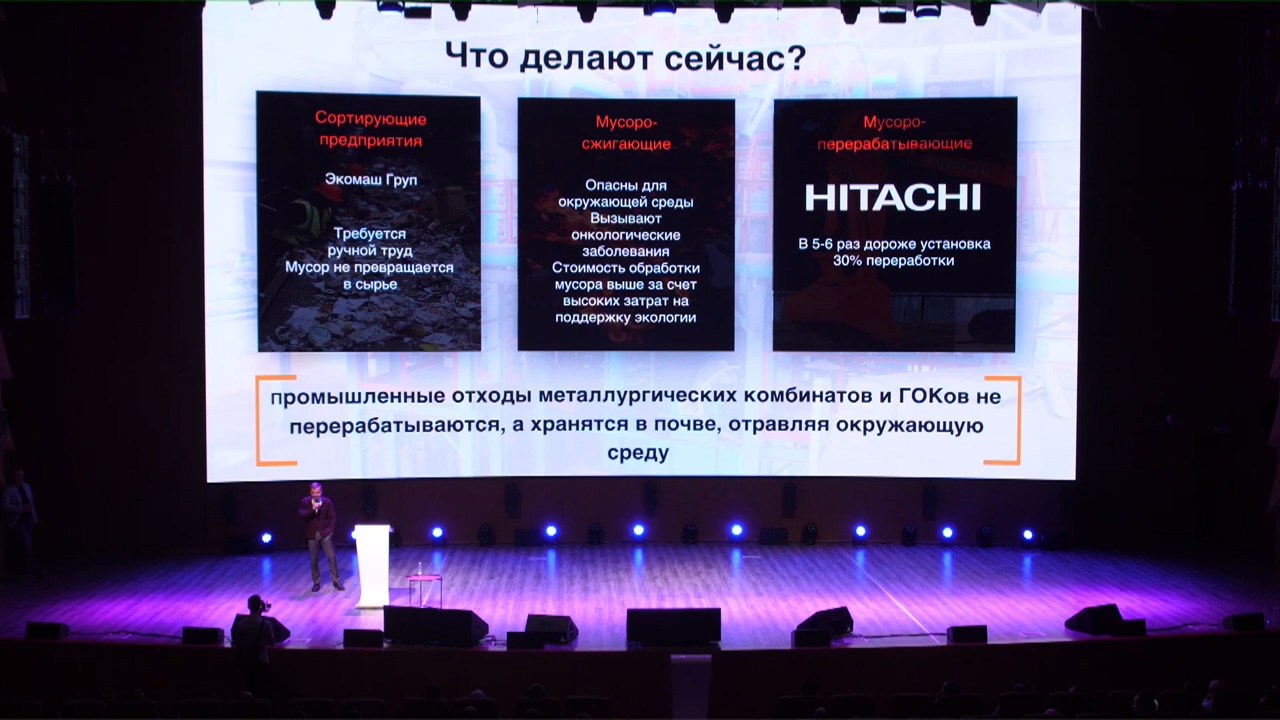 Что делают сейчас?
Сортирующие
предприятия
Экомаш Груп
Требуется
ручной труд
Мусор не превращается
в сырье
Мусоро-
сжигающие
Опасны для
окружающей среды
Вызывают
онкологические
заболевания
Стоимость обработки
мусора выше за счет
высоких затрат на
поддержку экологии
Мусоро-
перерабатывающие
HITACHI
В 5-6 раз дороже установка
30% переработки
промышленные отходы металлургических комбинатов и ГОКов не
перерабатываются, а хранятся в почве, отравляя окружающую
среду